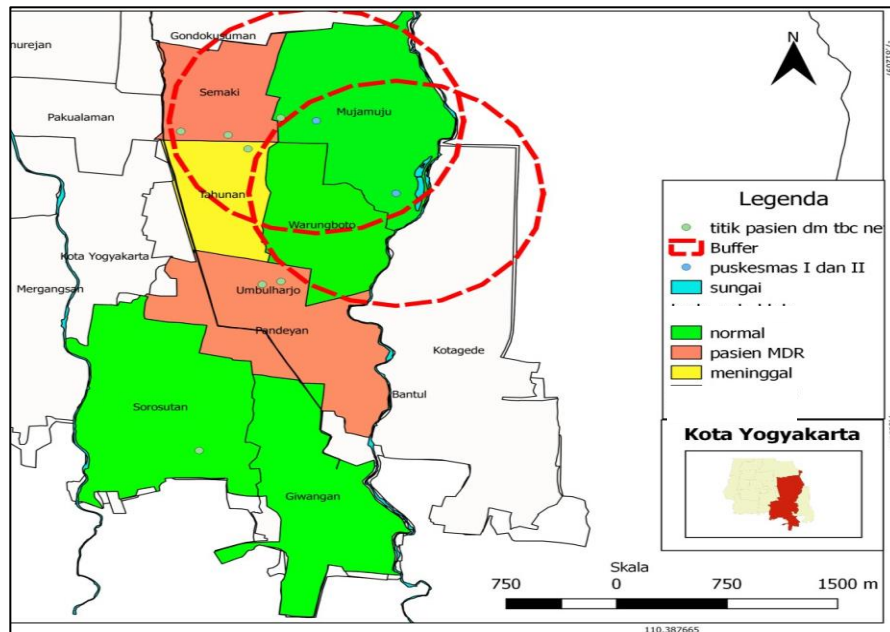 Gondokusuman
nurejan
Semaki
Pakualaman
Mujamuju
N
Tahunan
Warungboto
Kota Yogyakarta
Mergangsan
Umbulharjo
Pandeyan
Kotagede
Bantul
Sorosutan
Giwangan
Legenda
titik pasien dm tbc ne
Buffer
puskesmas I dan II
sungai
normal
pasien MDR
meninggal
Kota Yogyakarta
Skala
750 0 750 1500 m
110.387665